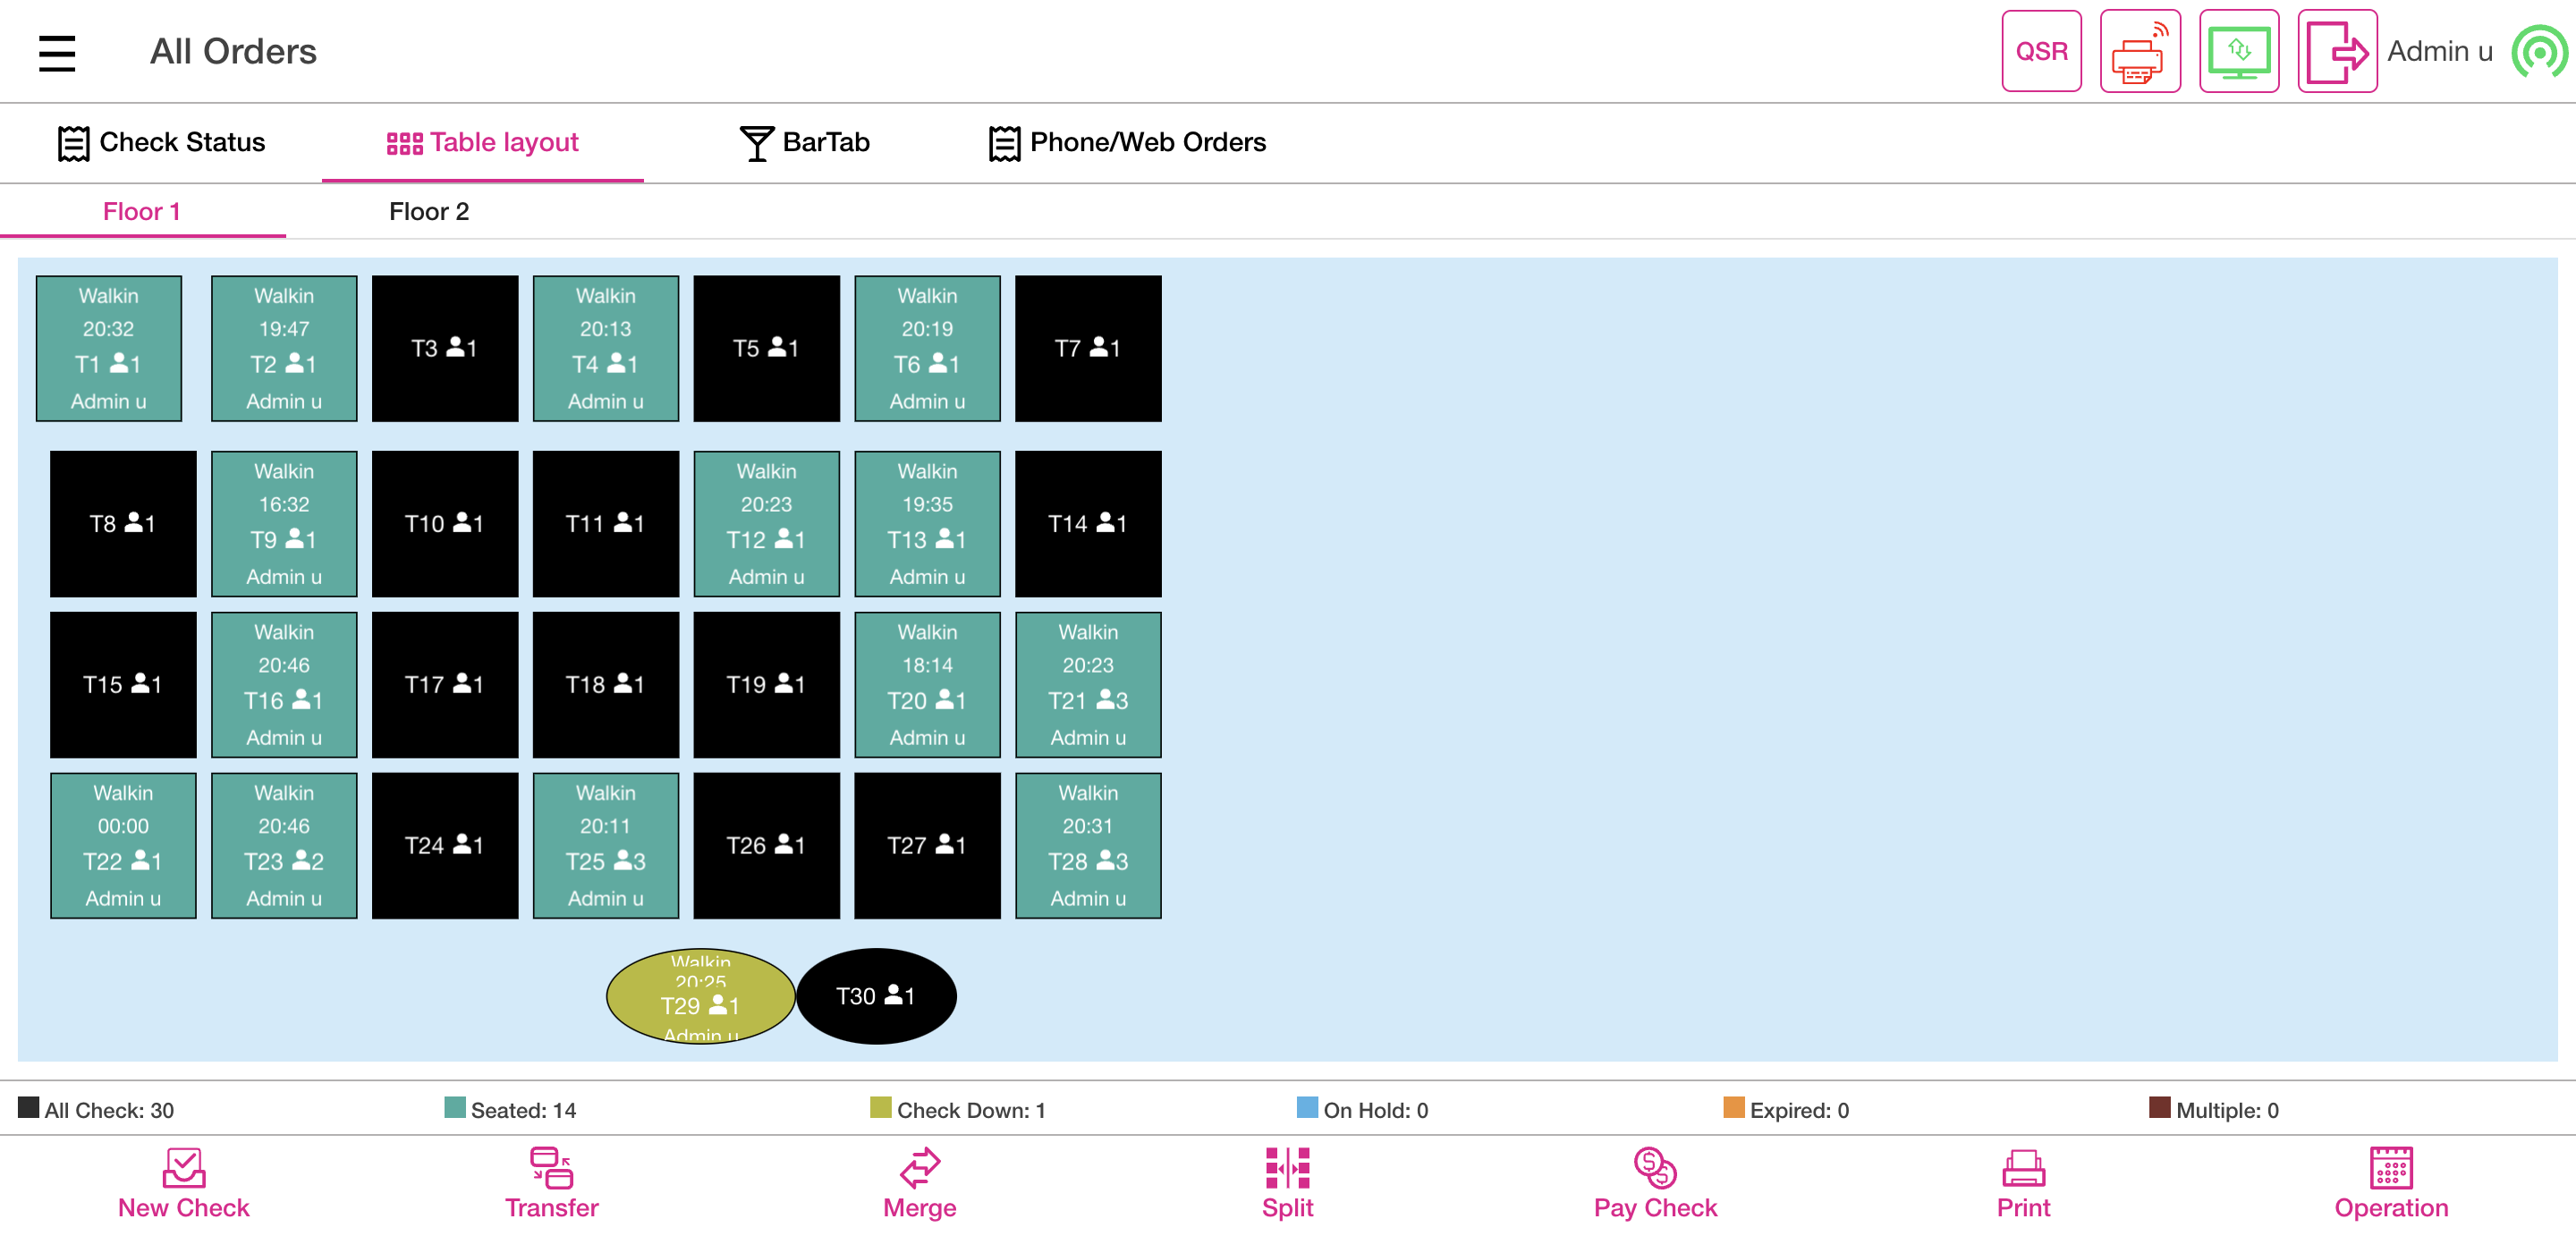 All Orders
QSR
Admin u
Check Status
Table layout
BarTab
Phone/Web Orders
Floor 1
Floor 2
Walkin
20:32
T1 1
Admin u
Walkin
19:47
T2 1
Admin u
T3 1
Walkin
20:13
T4 1
Admin u
T5 1
Walkin
20:19
T6 1
Admin u
T7 1
T8 1
Walkin
16:32
T9 1
Admin u
T10 1
T11 1
Walkin
20:23
T12 1
Admin u
Walkin
19:35
T13 1
Admin u
T14 1
T15 1
Walkin
20:46
T16 1
Admin u
T17 1
T18 1
T19 1
Walkin
18:14
T20 1
Admin u
Walkin
20:23
T21 3
Admin u
Walkin
00:00
T22 1
Admin u
Walkin
20:46
T23 2
Admin u
T24 1
Walkin
20:11
T25 3
Admin u
T26 1
T27 1
Walkin
20:31
T28 3
Admin u
Walkin
20:25
T29 1
Admin u
T30 1
All Check: 30
Seated: 14
Check Down: 1
On Hold: 0
Expired: 0
Multiple: 0
New Check
Transfer
Merge
Split
Pay Check
Print
Operation